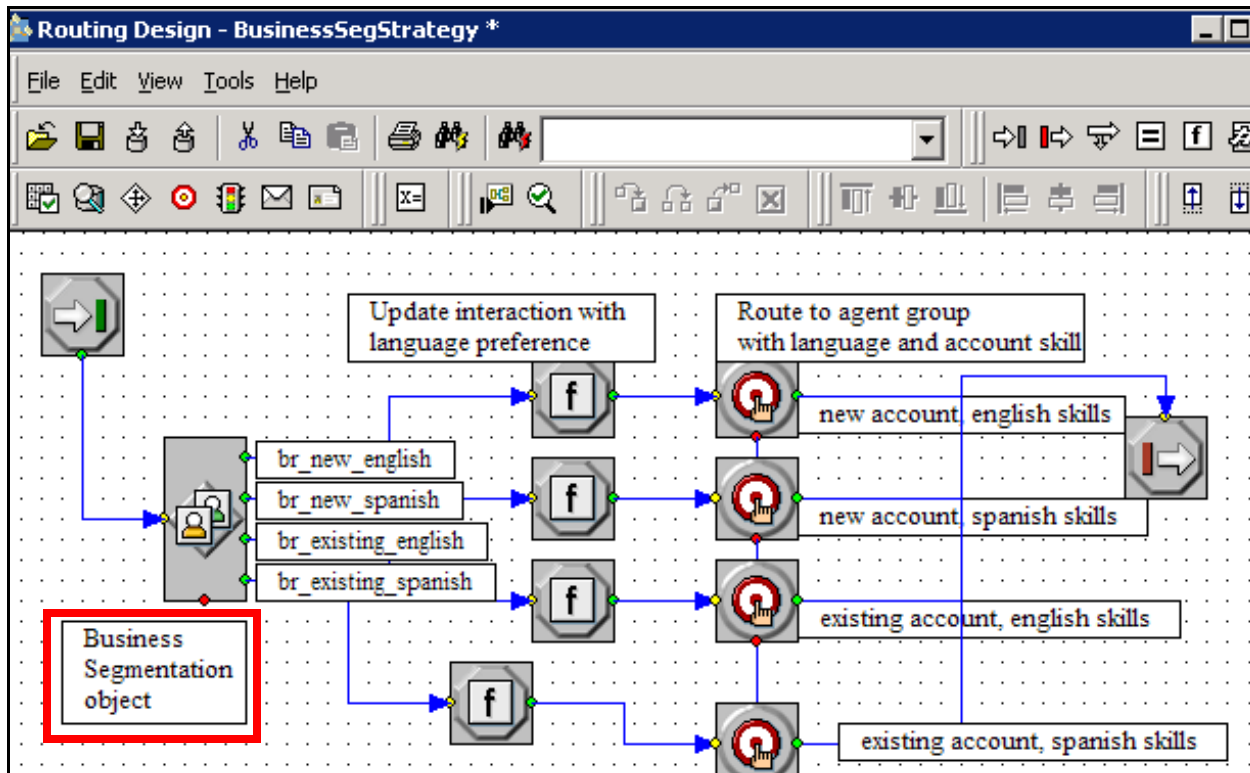 Routing Design - BusinessSegStrategy *
File Edit View Tools Help
X=
f
Update interaction with
language preference
Route to agent group
with language and account skill
f
new account, english skills
br_new_english
br_new_spanish
f
new account, spanish skills
br_existing_english
br_existing_spanish
f
existing account, english skills
Business
Segmentation
object
f
existing account, spanish skills